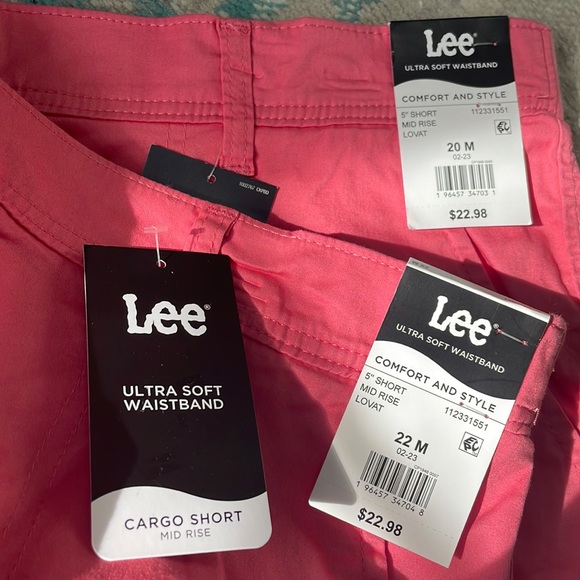 Lee®
ULTRA SOFT WAISTBAND
COMFORT AND STYLE
5" SHORT 112331551
MID RISE
LOVAT
20 M
02-23
1 96457 34703 1
$22.98
Lee®
ULTRA SOFT
WAISTBAND
CARGO SHORT
MID RISE
Lee®
ULTRA SOFT WAISTBAND
COMFORT AND STYLE
5" SHORT 112331551
MID RISE
LOVAT
22 M
02-23
1 96457 34704 8
$22.98